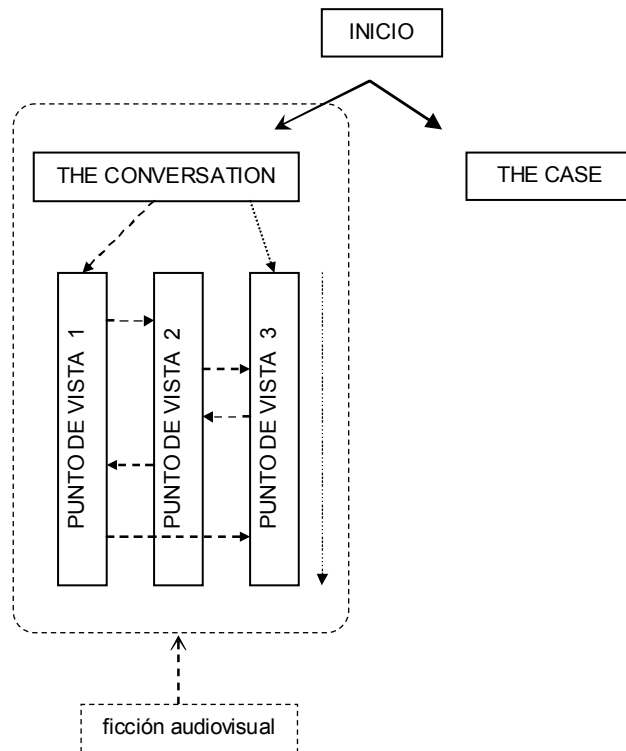 INICIO
THE CONVERSATION
THE CASE
PUNTO DE VISTA 1
PUNTO DE VISTA 2
PUNTO DE VISTA 3
ficción audiovisual